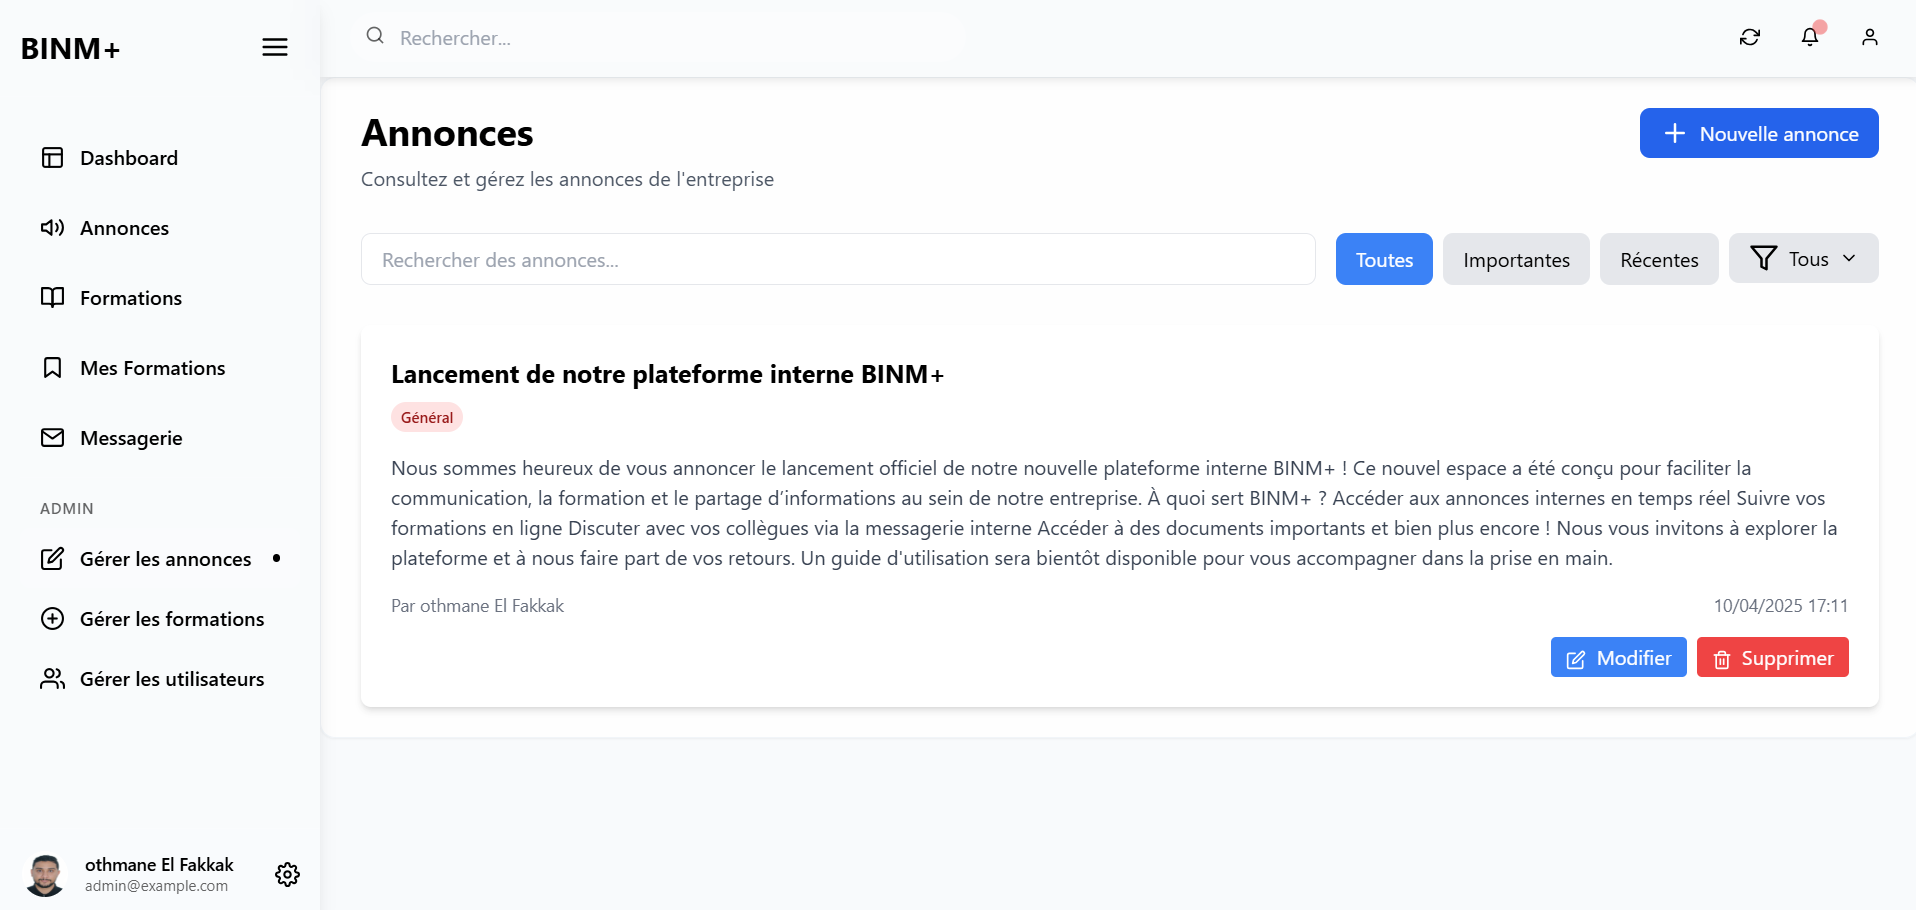 BINM+
Rechercher...
Dashboard
Annonces
Formations
Mes Formations
Messagerie
ADMIN
Gérer les annonces
Gérer les formations
Gérer les utilisateurs
othmane El Fakkak
admin@example.com
Annonces
Nouvelle annonce
Consultez et gérez les annonces de l'entreprise
Rechercher des annonces...
Toutes
Importantes
Récentes
Tous
Lancement de notre plateforme interne BINM+
Général
Nous sommes heureux de vous annoncer le lancement officiel de notre nouvelle plateforme interne BINM+ ! Ce nouvel espace a été conçu pour faciliter la
communication, la formation et le partage d’informations au sein de notre entreprise. À quoi sert BINM+ ? Accéder aux annonces internes en temps réel Suivre vos
formations en ligne Discuter avec vos collègues via la messagerie interne Accéder à des documents importants et bien plus encore ! Nous vous invitons à explorer la
plateforme et à nous faire part de vos retours. Un guide d'utilisation sera bientôt disponible pour vous accompagner dans la prise en main.
Par othmane El Fakkak
10/04/2025 17:11
Modifier
Supprimer